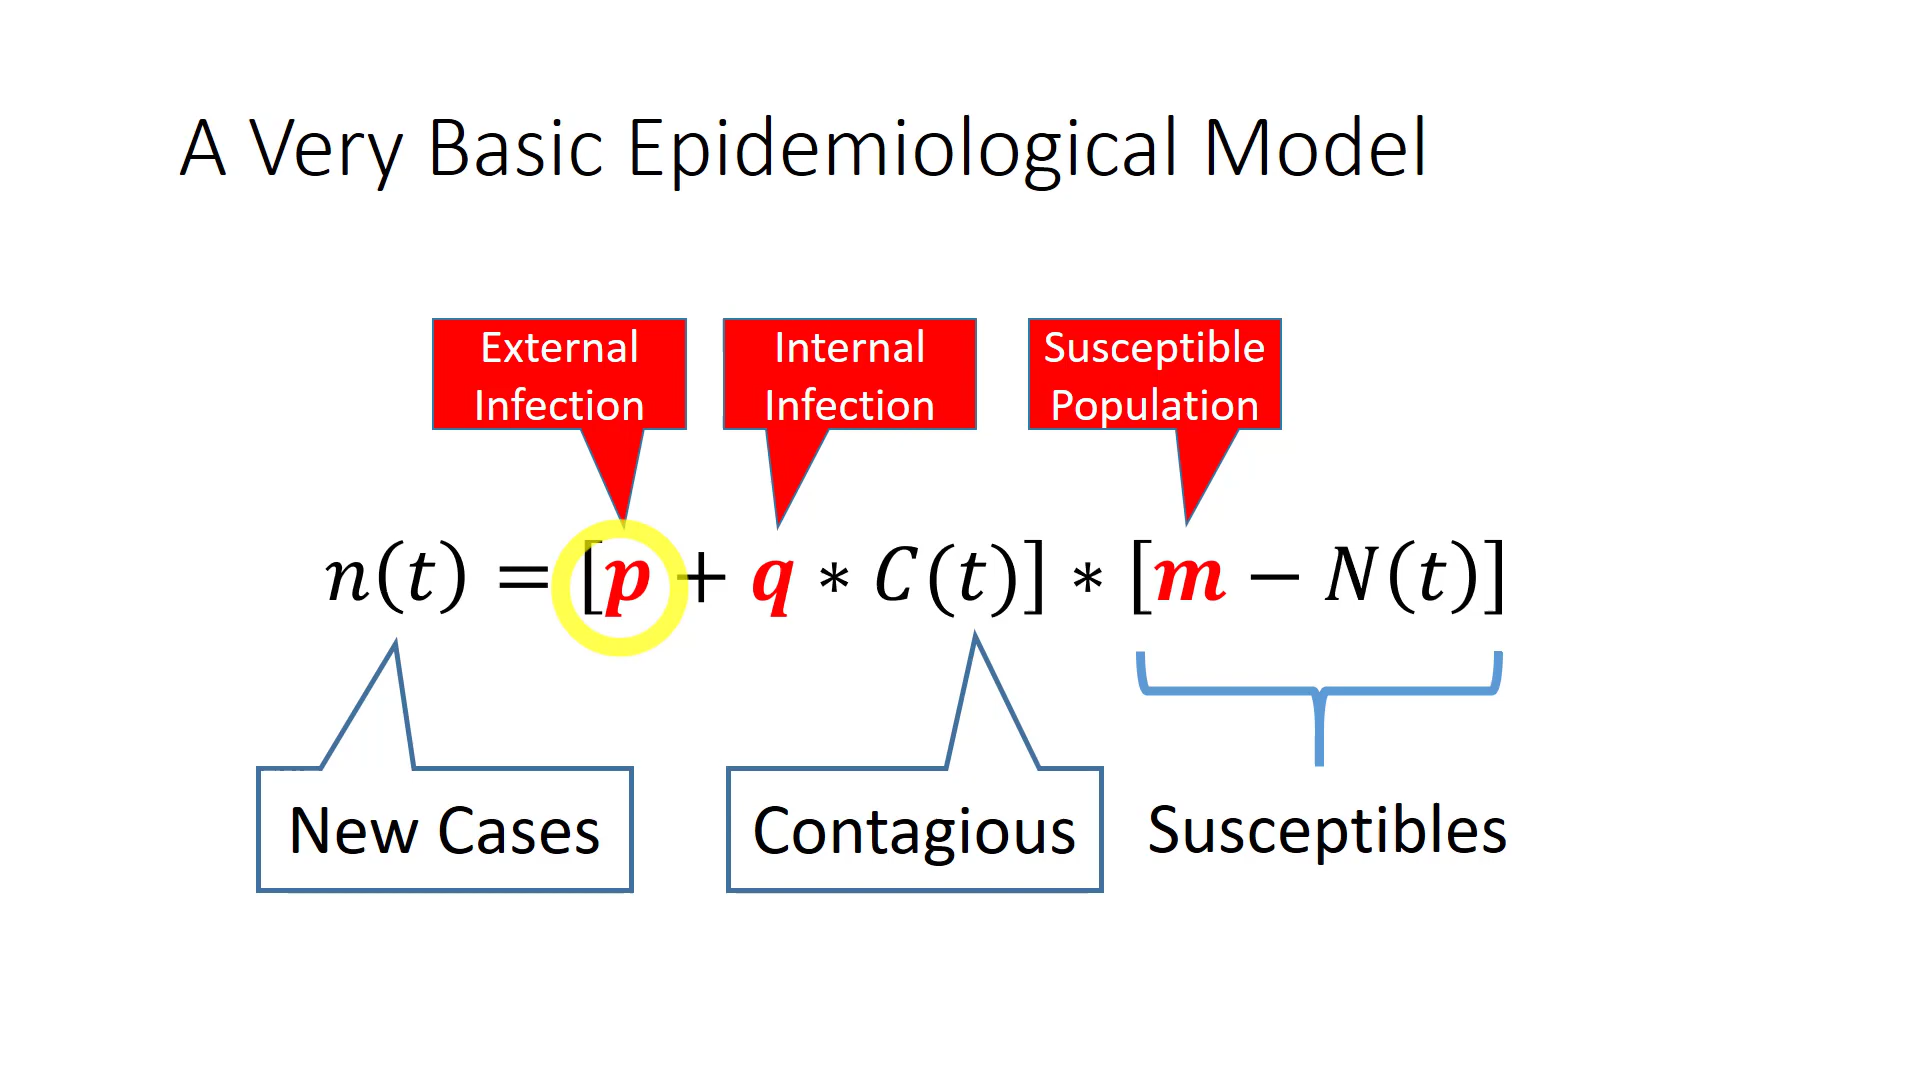 A Very Basic Epidemiological Model
External
Infection
Internal
Infection
Susceptible
Population
n(t) = [p + q * C(t)] * [m − N(t)]
New Cases
Contagious
Susceptibles